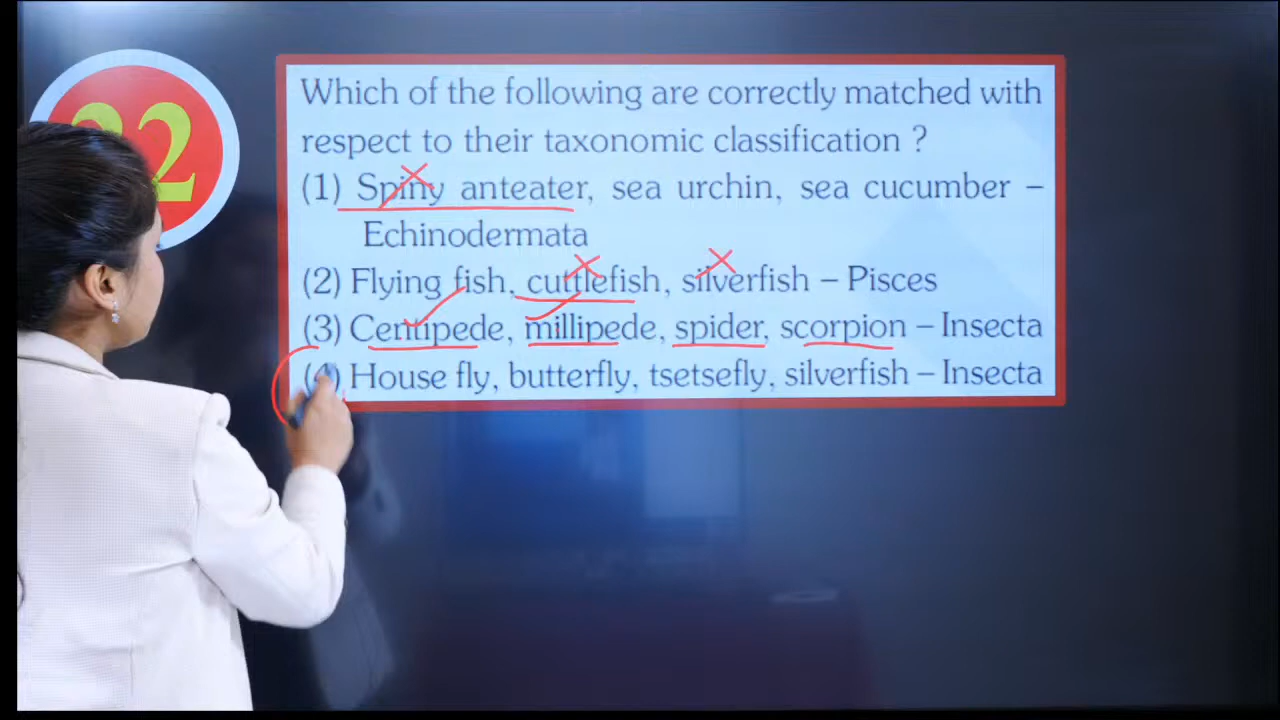 22
Which of the following are correctly matched with
respect to their taxonomic classification ?
(1) Spiny anteater, sea urchin, sea cucumber –
Echinodermata
(2) Flying fish, cuttlefish, silverfish – Pisces
(3) Centipede, millipede, spider, scorpion – Insecta
(4) House fly, butterfly, tsetsefly, silverfish – Insecta